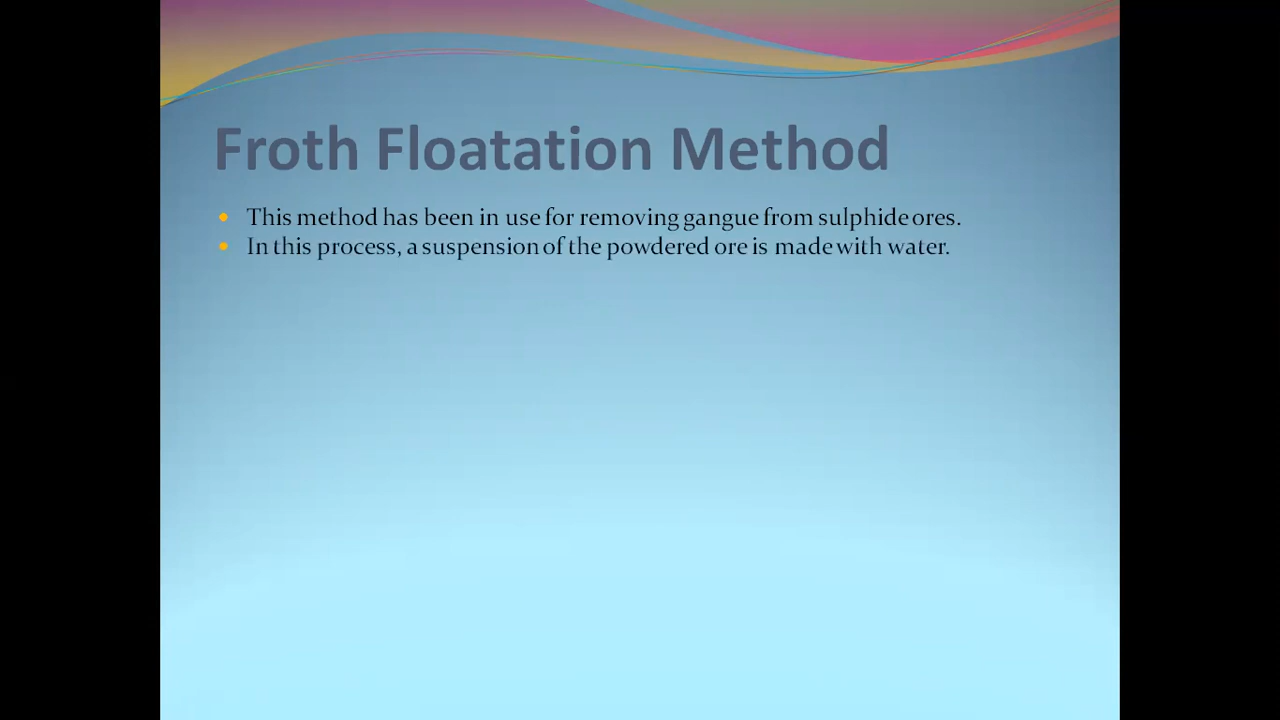 Froth Floatation Method
This method has been in use for removing gangue from sulphide ores.
In this process, a suspension of the powdered ore is made with water.